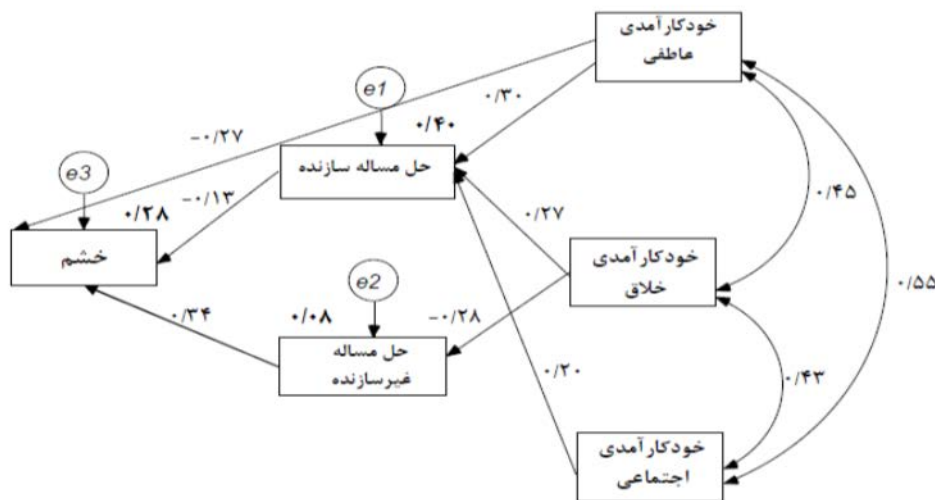 خودکارآمدی
عاطفی
e1
۰/۳۰
۰/۴۰
-۰/۲۷
حل مساله سازنده
e3
-۰/۱۳
۰/۴۵
۰/۲۸
۰/۲۷
خشم
خودکارآمدی
خلاق
e2
۰/۵۵
۰/۳۴
۰/۰۸
-۰/۲۸
حل مساله
غیرسازنده
۰/۲۰
۰/۴۳
خودکارآمدی
اجتماعی